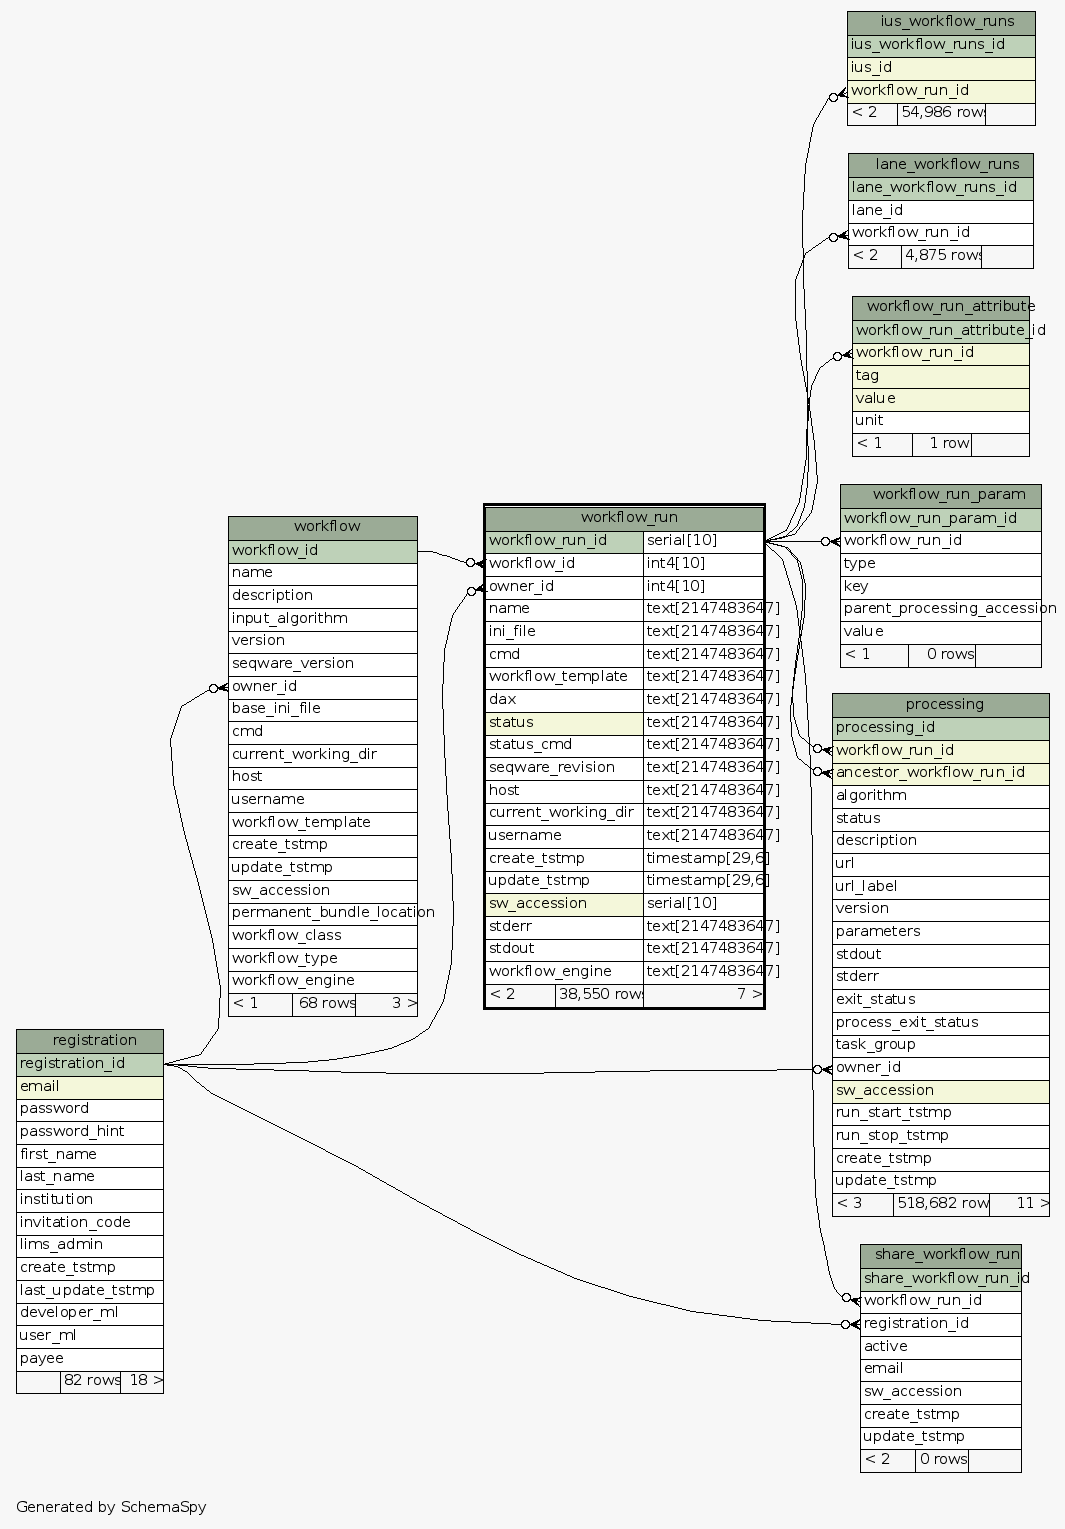 ius_workflow_runs
ius_workflow_runs_id
ius_id
workflow_run_id
< 2 54,986 rows
lane_workflow_runs
lane_workflow_runs_id
lane_id
workflow_run_id
< 2 4,875 rows
workflow_run_attribute
workflow_run_attribute_id
workflow_run_id
tag
value
unit
< 1 1 row
workflow_run_param
workflow_run_param_id
workflow_run_id
type
key
parent_processing_accession
value
< 1 0 rows
workflow
workflow_id
name
description
input_algorithm
version
seqware_version
owner_id
base_ini_file
cmd
current_working_dir
host
username
workflow_template
create_tstmp
update_tstmp
sw_accession
permanent_bundle_location
workflow_class
workflow_type
workflow_engine
< 1 68 rows 3 >
workflow_run
workflow_run_id serial[10]
workflow_id int4[10]
owner_id int4[10]
name text[2147483647]
ini_file text[2147483647]
cmd text[2147483647]
workflow_template text[2147483647]
dax text[2147483647]
status text[2147483647]
status_cmd text[2147483647]
seqware_revision text[2147483647]
host text[2147483647]
current_working_dir text[2147483647]
username text[2147483647]
create_tstmp timestamp[29,6]
update_tstmp timestamp[29,6]
sw_accession serial[10]
stderr text[2147483647]
stdout text[2147483647]
workflow_engine text[2147483647]
< 2 38,550 rows 7 >
processing
processing_id
workflow_run_id
ancestor_workflow_run_id
algorithm
status
description
url
url_label
version
parameters
stdout
stderr
exit_status
process_exit_status
task_group
owner_id
sw_accession
run_start_tstmp
run_stop_tstmp
create_tstmp
update_tstmp
< 3 518,682 row 11 >
registration
registration_id
email
password
password_hint
first_name
last_name
institution
invitation_code
lims_admin
create_tstmp
last_update_tstmp
developer_ml
user_ml
payee
82 rows 18 >
share_workflow_run
share_workflow_run_id
workflow_run_id
registration_id
active
email
sw_accession
create_tstmp
update_tstmp
< 2 0 rows
Generated by SchemaSpy